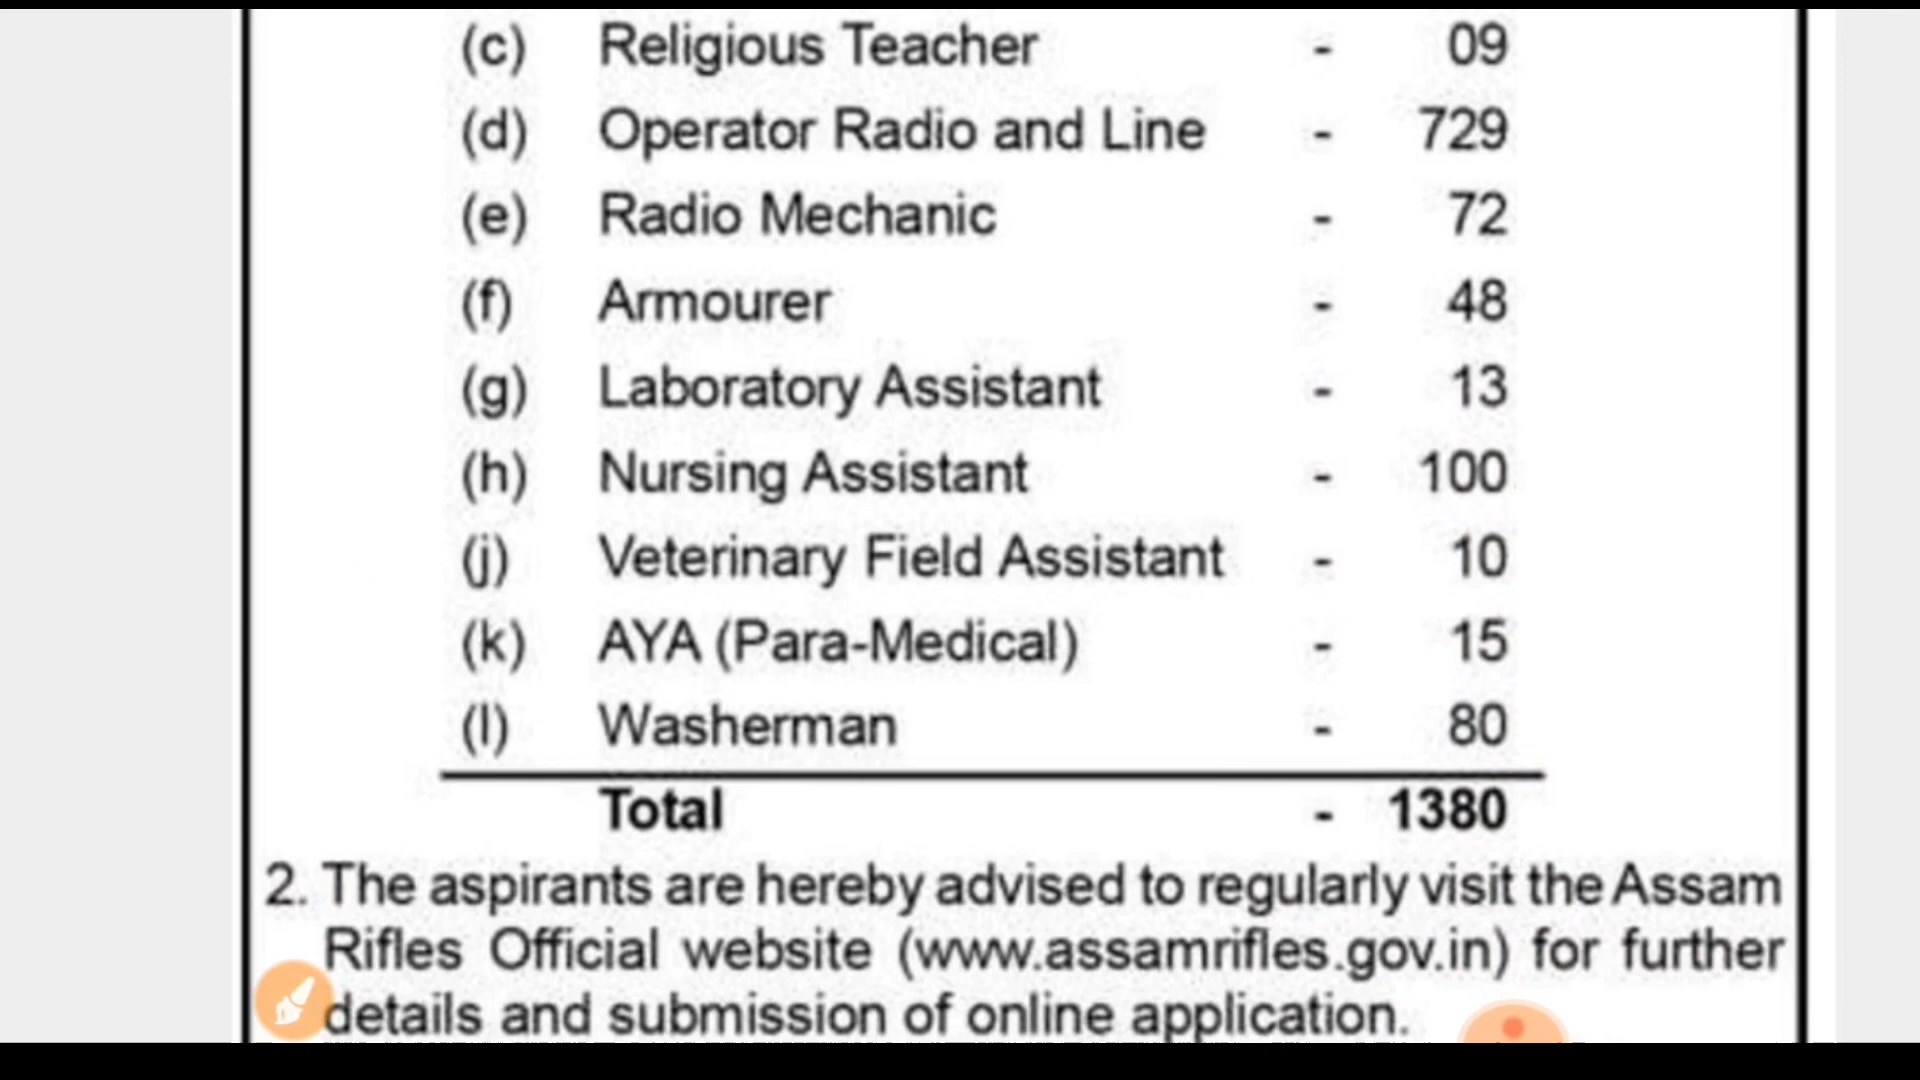 (c) Religious Teacher - 09
(d) Operator Radio and Line - 729
(e) Radio Mechanic - 72
(f) Armourer - 48
(g) Laboratory Assistant - 13
(h) Nursing Assistant - 100
(j) Veterinary Field Assistant - 10
(k) AYA (Para-Medical) - 15
(l) Washerman - 80
Total - 1380
2. The aspirants are hereby advised to regularly visit the Assam
Rifles Official website (www.assamrifles.gov.in) for further
details and submission of online application.